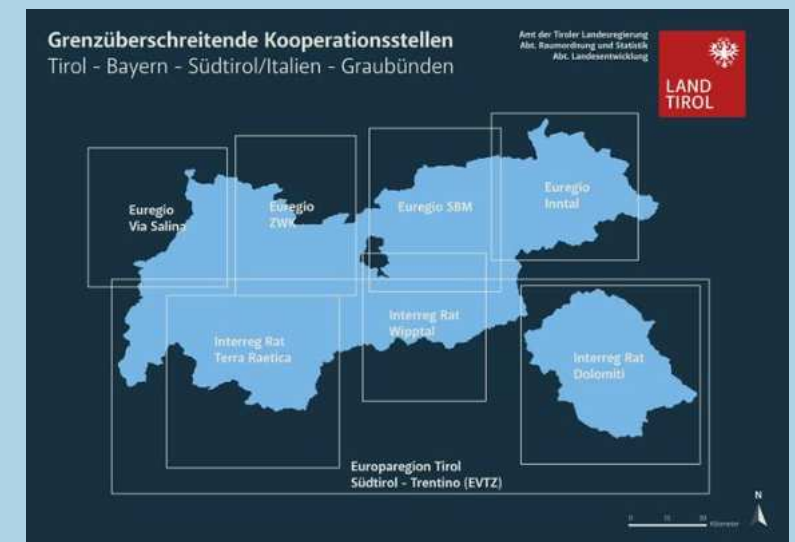 Grenzüberschreitende Kooperationsstellen
Tirol - Bayern - Südtirol/Italien - Graubünden
Amt der Tiroler Landesregierung
Abt. Raumordnung und Statistik
Abt. Landesentwicklung
LAND
TIROL
Euregio
Via Salina
Euregio
ZWK
Euregio SBM
Euregio
Inntal
Interreg Rat
Terra Raetica
Interreg Rat
Wipptal
Interreg Rat
Dolomiti
Europaregion Tirol
Südtirol - Trentino (EVTZ)
N
0
Kilometer